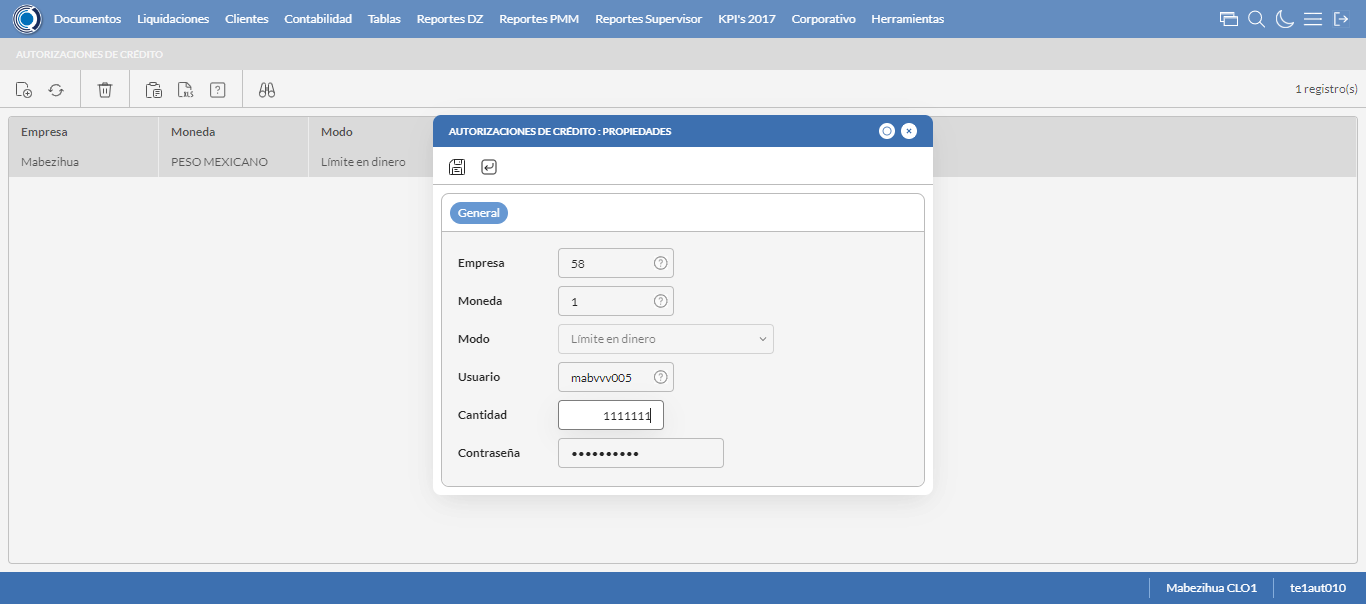 Documentos Liquidaciones Clientes Contabilidad Tablas Reportes DZ Reportes PMM Reportes Supervisor KPI's 2017 Corporativo Herramientas
AUTORIZACIONES DE CRÉDITO
XLS ? 1 registro(s)
Empresa Moneda Modo
Mabezihua PESO MEXICANO Límite en dinero
AUTORIZACIONES DE CRÉDITO : PROPIEDADES
General
Empresa 58 ?
Moneda 1 ?
Modo Límite en dinero
Usuario mabvvv005 ?
Cantidad 1111111
Contraseña ••••••••••
Mabezihua CLO1 te1aut010